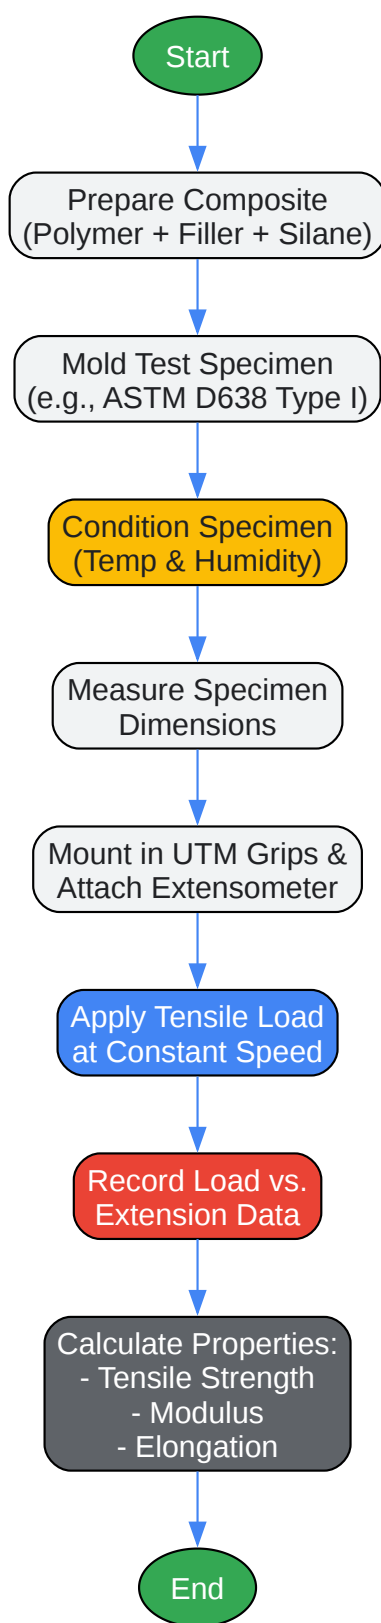 Start
Prepare Composite
(Polymer + Filler + Silane)
Mold Test Specimen
(e.g., ASTM D638 Type I)
Condition Specimen
(Temp & Humidity)
Measure Specimen
Dimensions
Mount in UTM Grips &
Attach Extensometer
Apply Tensile Load
at Constant Speed
Record Load vs.
Extension Data
Calculate Properties:
- Tensile Strength
- Modulus
- Elongation
End